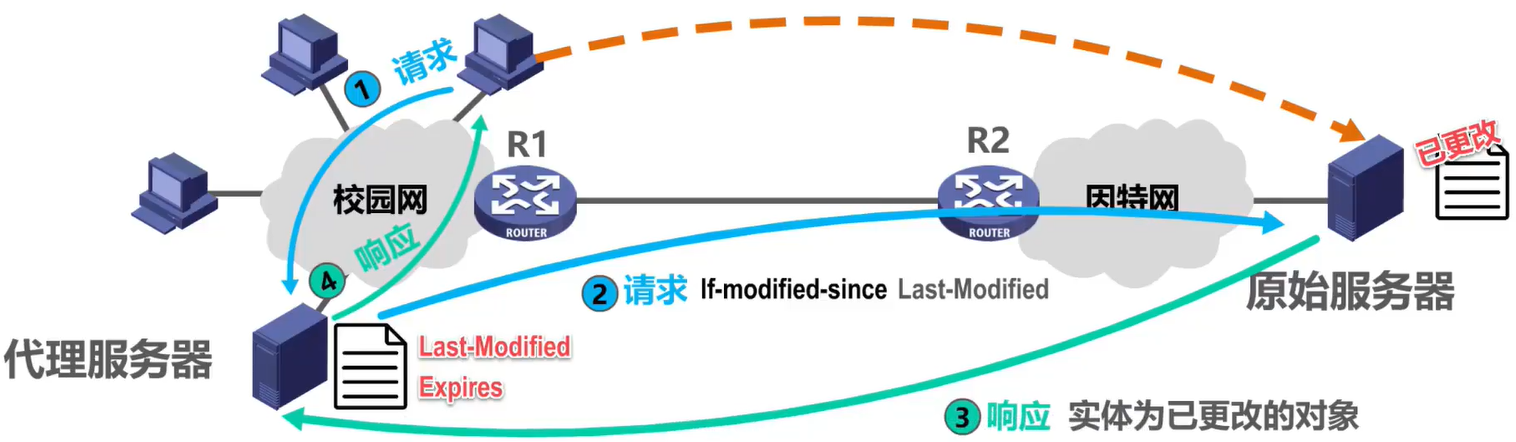 ① 请求
R1
R2
已更改
校园网
因特网
ROUTER
ROUTER
④ 响应
② 请求 If-modified-since Last-Modified
原始服务器
代理服务器
Last-Modified
Expires
③ 响应 实体为已更改的对象